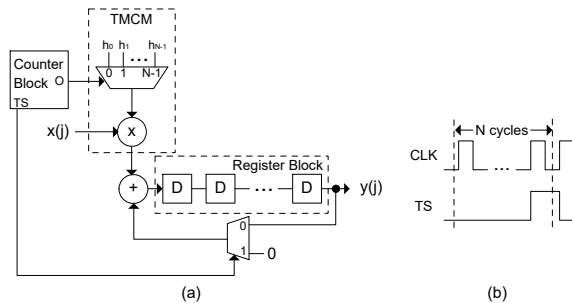 TMCM
h0 h1 ... hN-1
Counter Block
O
TS
0 1 N-1
x(j)
x
Register Block
+
D D ... D
y(j)
0
1
0
(a)
N cycles
CLK
...
TS
(b)